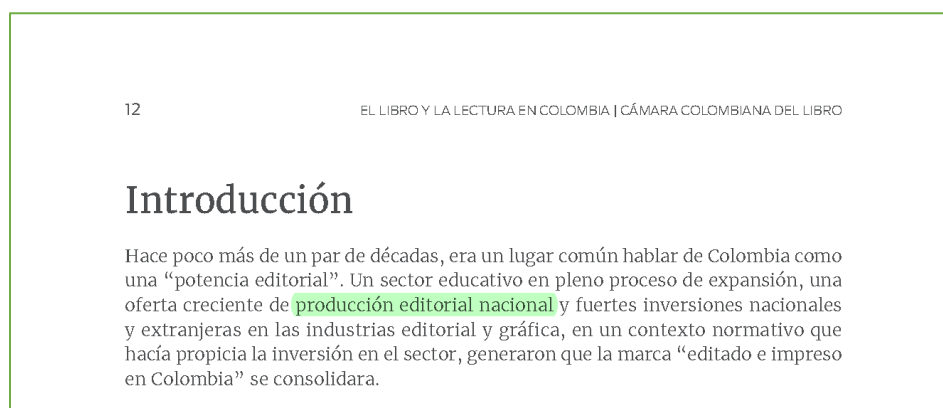 12
EL LIBRO Y LA LECTURA EN COLOMBIA | CÁMARA COLOMBIANA DEL LIBRO
Introducción
Hace poco más de un par de décadas, era un lugar común hablar de Colombia como
una “potencia editorial”. Un sector educativo en pleno proceso de expansión, una
oferta creciente de producción editorial nacional y fuertes inversiones nacionales
y extranjeras en las industrias editorial y gráfica, en un contexto normativo que
hacía propicia la inversión en el sector, generaron que la marca “editado e impreso
en Colombia” se consolidara.